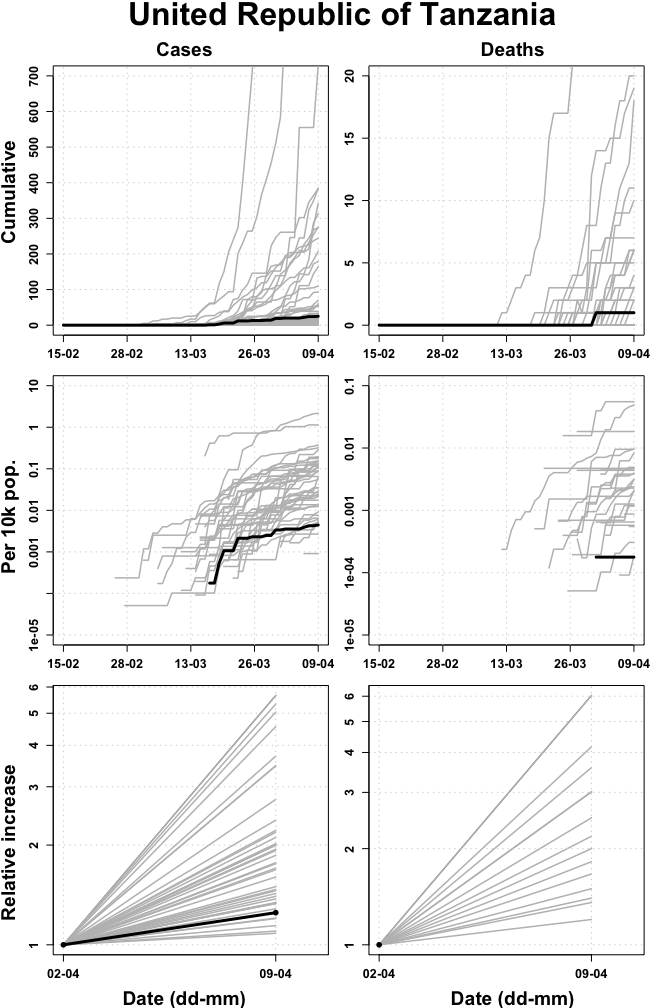 United Republic of Tanzania
Cases
Deaths
Cumulative
700
600
500
400
300
200
100
0
15-02 28-02 13-03 26-03 09-04
20
15
10
5
0
15-02 28-02 13-03 26-03 09-04
Per 10k pop.
10
1
0.1
0.01
0.001
1e-05
15-02 28-02 13-03 26-03 09-04
0.1
0.01
0.001
1e-04
1e-05
15-02 28-02 13-03 26-03 09-04
Relative increase
6
5
4
3
2
1
02-04 09-04
Date (dd-mm)
6
5
4
3
2
1
02-04 09-04
Date (dd-mm)